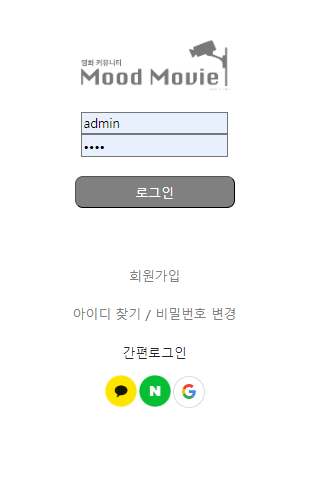 영화 커뮤니티
Mood Movie
admin
••••
로그인
회원가입
아이디 찾기 / 비밀번호 변경
간편로그인
N G